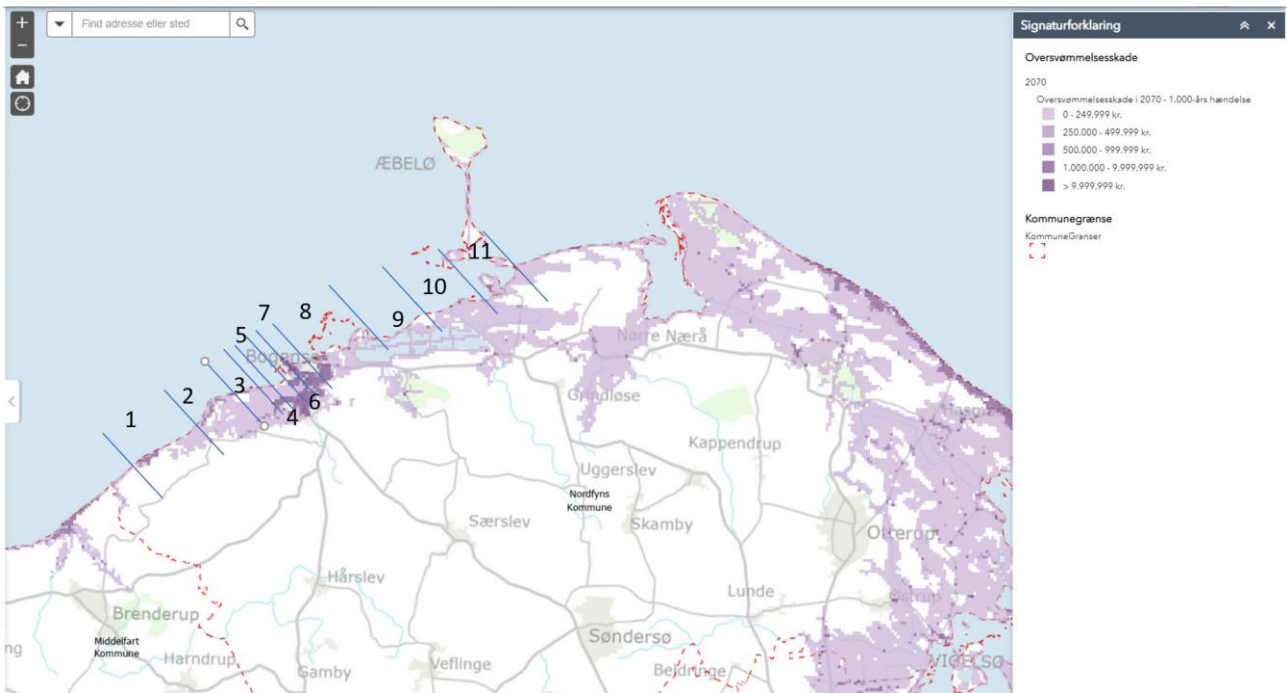 +
Find adresse eller sted
−
Signaturforklaring
Oversvømmelsesskade
2070
Oversvømmelsesskade i 2070 - 1.000-års hændelse
0 - 249.999 kr.
250.000 - 499.999 kr.
500.000 - 999.999 kr.
1.000.000 - 9.999.999 kr.
> 9.999.999 kr.
Kommunegrænse
KommuneGranser
ÆBELØ
11
10
9
8
7
5
Bogense
3
6
4
2
1
Nørre Nærå
Grindløse
Kappendrup
Uggerslev
Nordfyns
Kommune
Skamby
Særslev
Otterup
Hårslev
Lunde
Østrup
Brenderup
Middelfart
Kommune
Søndersø
Harndrup
Gamby
Veflinge
Beldringe
VIGELSØ